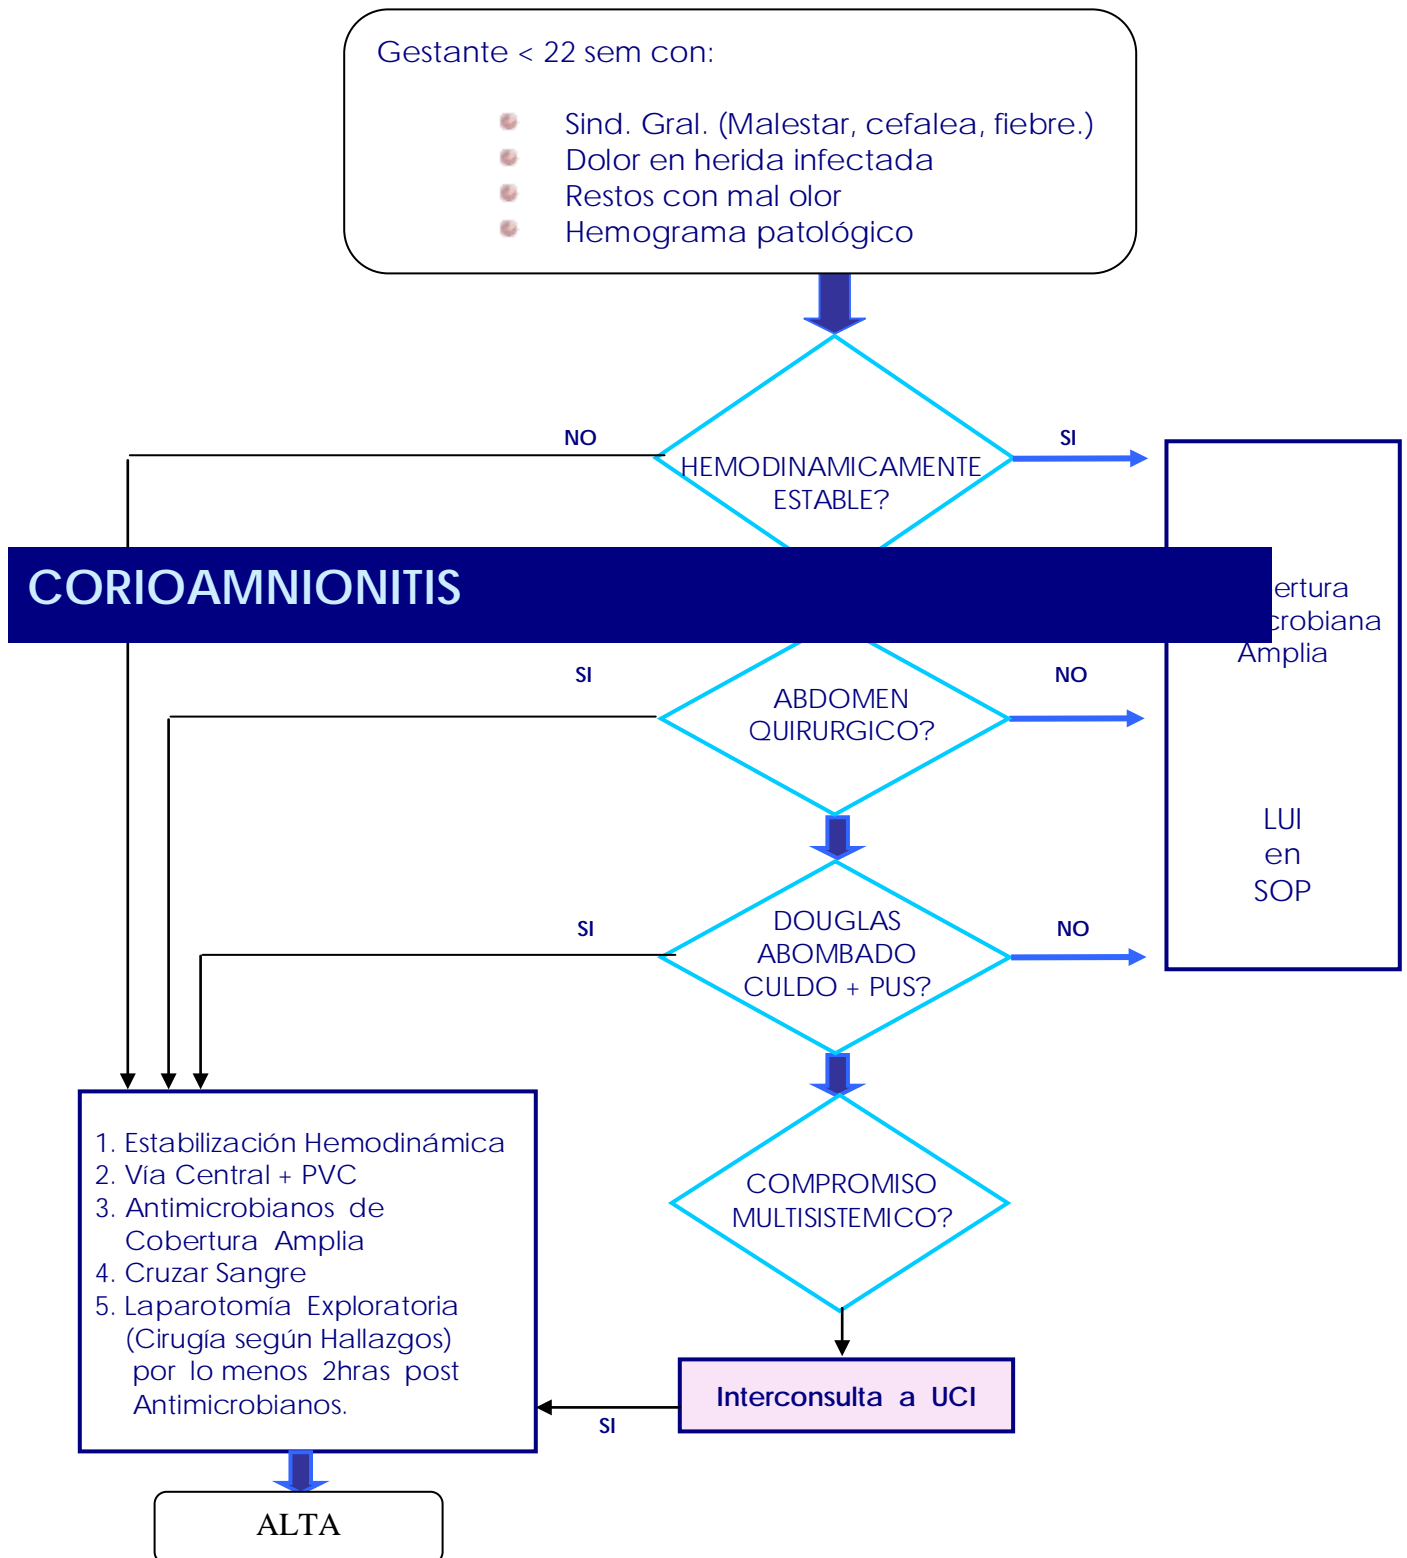 Gestante < 22 sem con:
Sind. Gral. (Malestar, cefalea, fiebre.)
Dolor en herida infectada
Restos con mal olor
Hemograma patológico
NO
SI
HEMODINAMICAMENTE
ESTABLE?
CORIOAMNIONITIS
ertura
crobiana
Amplia
SI
NO
ABDOMEN
QUIRURGICO?
LUI
en
SOP
SI
NO
DOUGLAS
ABOMBADO
CULDO + PUS?
1. Estabilización Hemodinámica
2. Vía Central + PVC
3. Antimicrobianos de
Cobertura Amplia
4. Cruzar Sangre
5. Laparotomía Exploratoria
(Cirugía según Hallazgos)
por lo menos 2hras post
Antimicrobianos.
COMPROMISO
MULTISISTEMICO?
Interconsulta a UCI
SI
ALTA